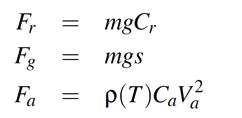 F_r = mgC_r
F_g = mgs
F_a = ρ(T)C_aV_a^2